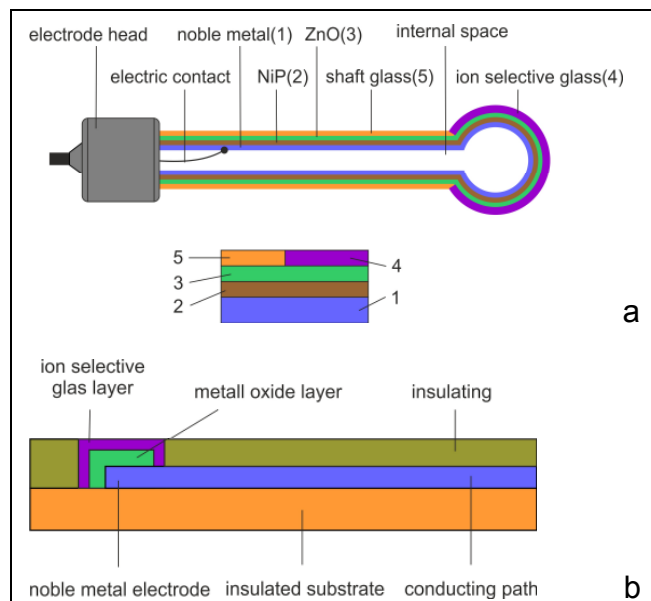 electrode head
noble metal(1)
ZnO(3)
internal space
electric contact
NiP(2)
shaft glass(5)
ion selective glass(4)
5
3
2
4
1
a
ion selective
glas layer
metall oxide layer
insulating
noble metal electrode
insulated substrate
conducting path
b